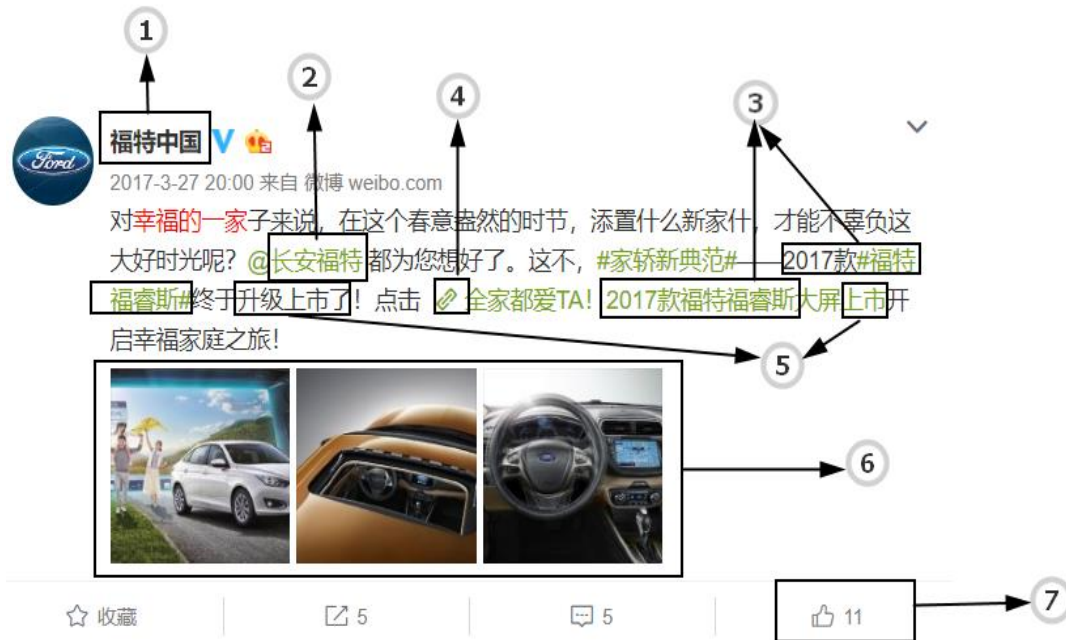 1
2
4
3
Ford
福特中国 V
2017-3-27 20:00 来自 微博 weibo.com
对幸福的一家子来说，在这个春意盎然的时节，添置什么新家什，才能不辜负这
大好时光呢？@长安福特 都为您想好了。这不，#家轿新典范#——2017款#福特
福睿斯#终于升级上市了！点击 全家都爱TA！2017款福特福睿斯大屏上市开
启幸福家庭之旅！
5
6
收藏
5
5
11
7